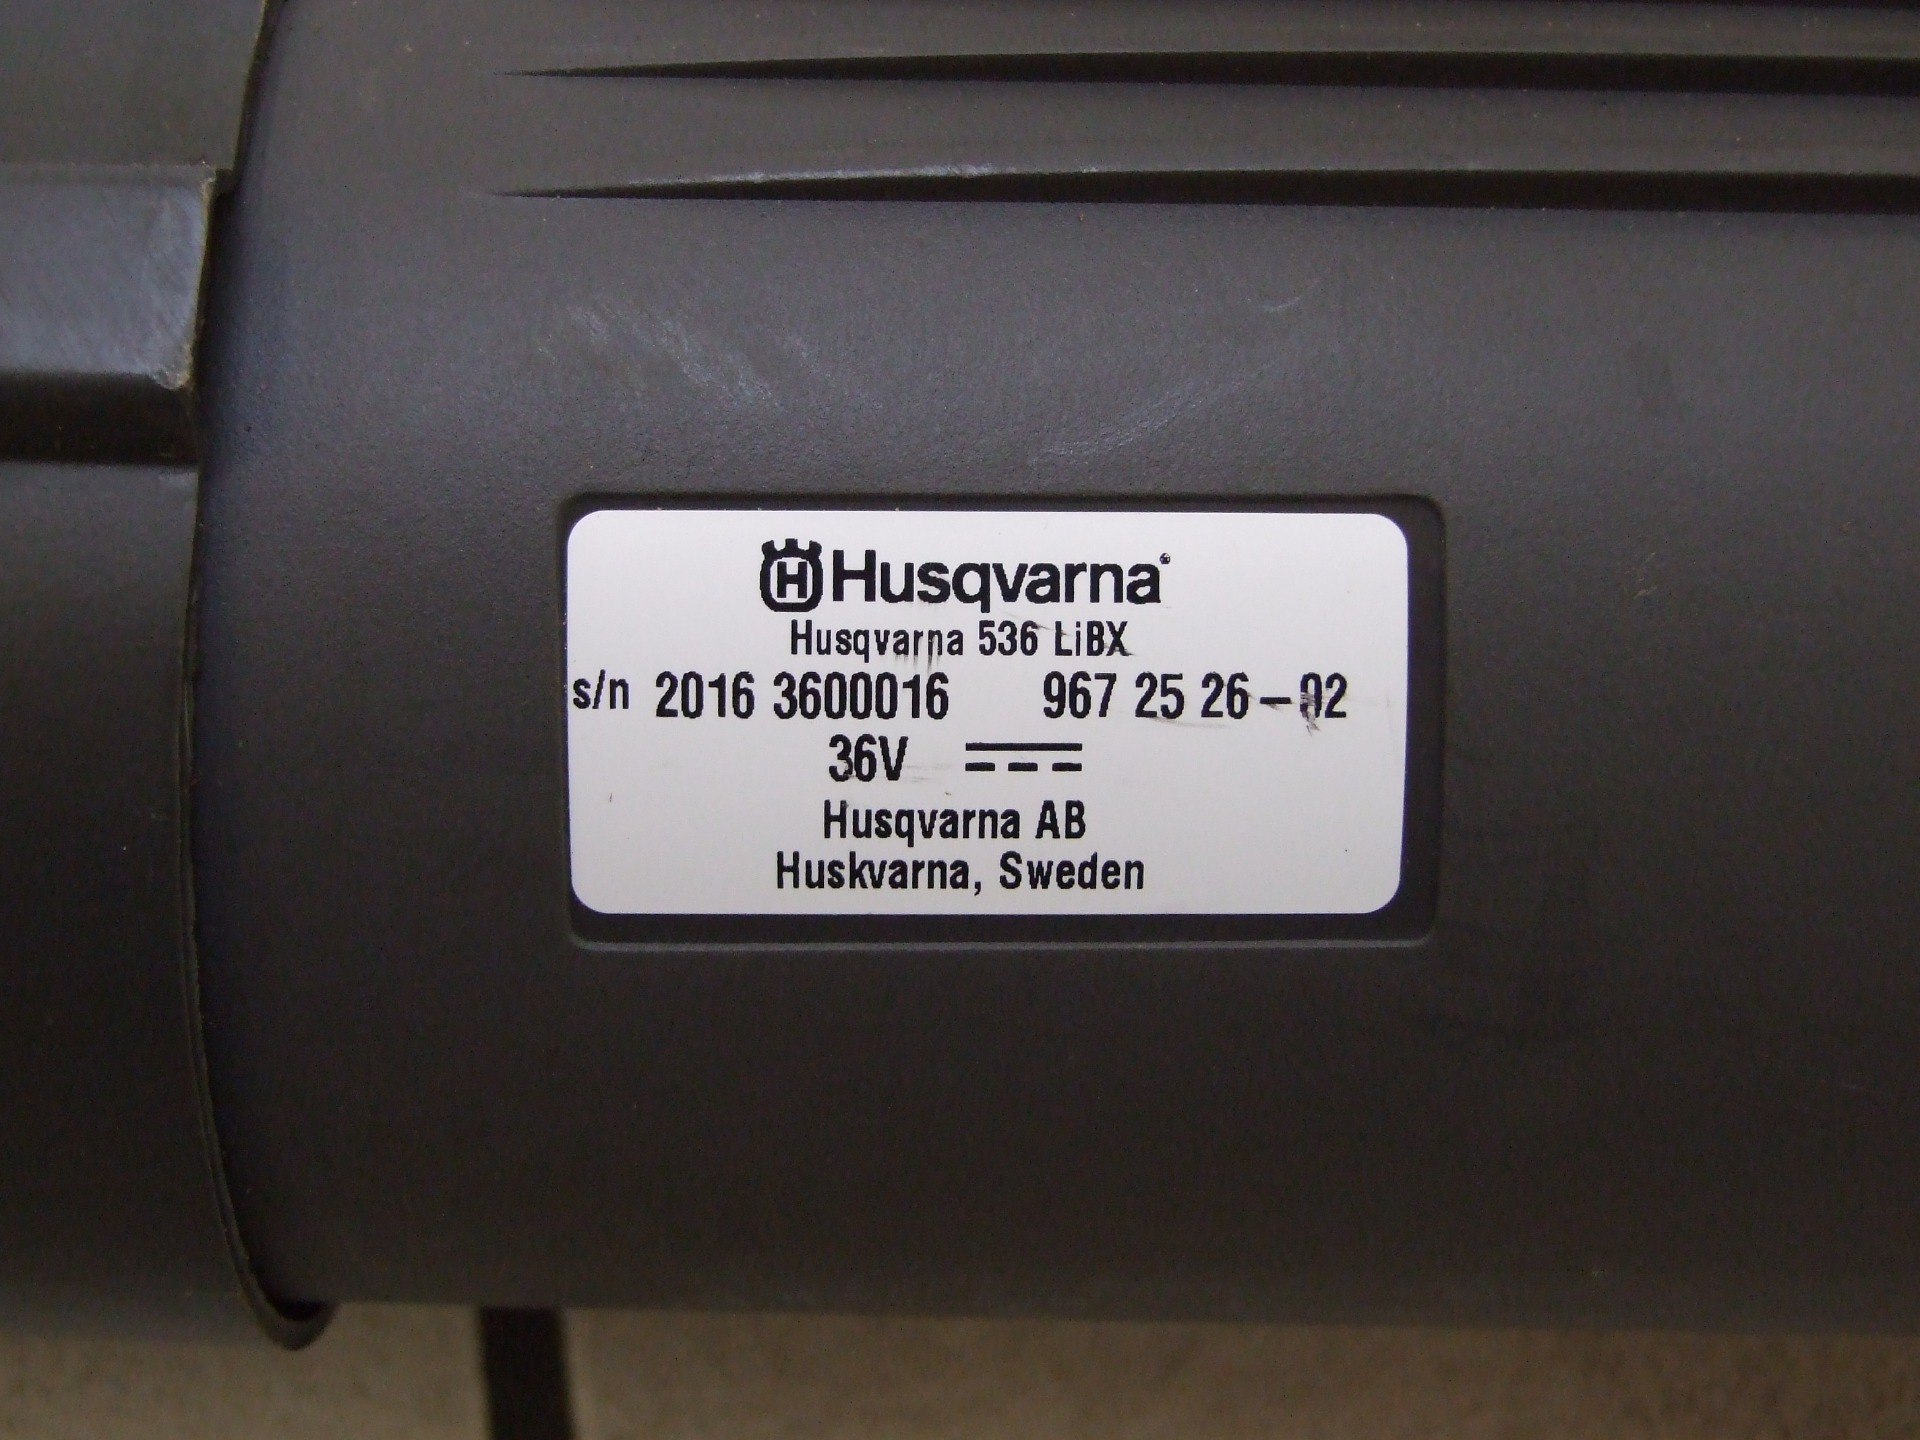 Husqvarna®
Husqvarna 536 LiBX
s/n 2016 3600016 967 25 26-02
36V
Husqvarna AB
Huskvarna, Sweden